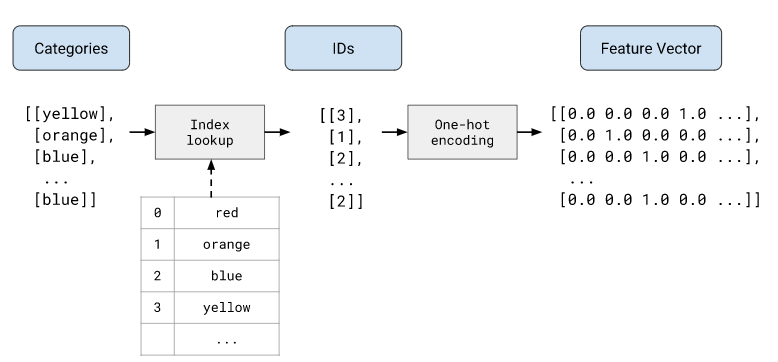 Categories
IDs
Feature Vector
[[yellow],
[orange],
[blue],
...
[blue]]
Index
lookup
[[3],
[1],
[2],
...
[2]]
One-hot
encoding
[[0.0 0.0 0.0 1.0 ...],
[0.0 1.0 0.0 0.0 ...],
[0.0 0.0 1.0 0.0 ...],
...
[0.0 0.0 1.0 0.0 ...]]
0 red
1 orange
2 blue
3 yellow
...